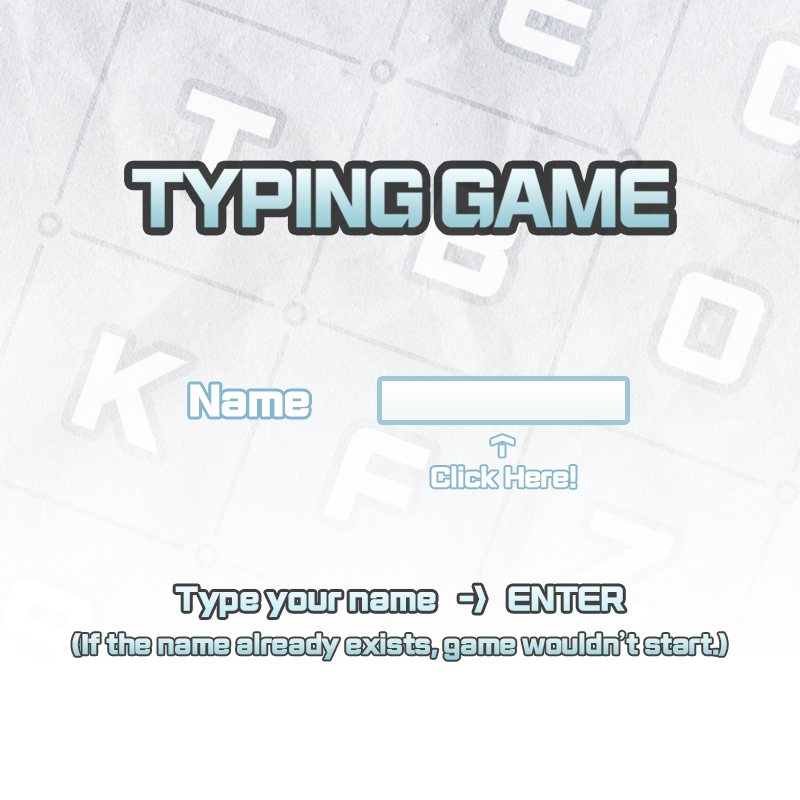 E
T
TYPING GAME
B
O
K
Name
Click Here!
F
Z
Type your name -> ENTER
(If the name already exists, game wouldn't start.)